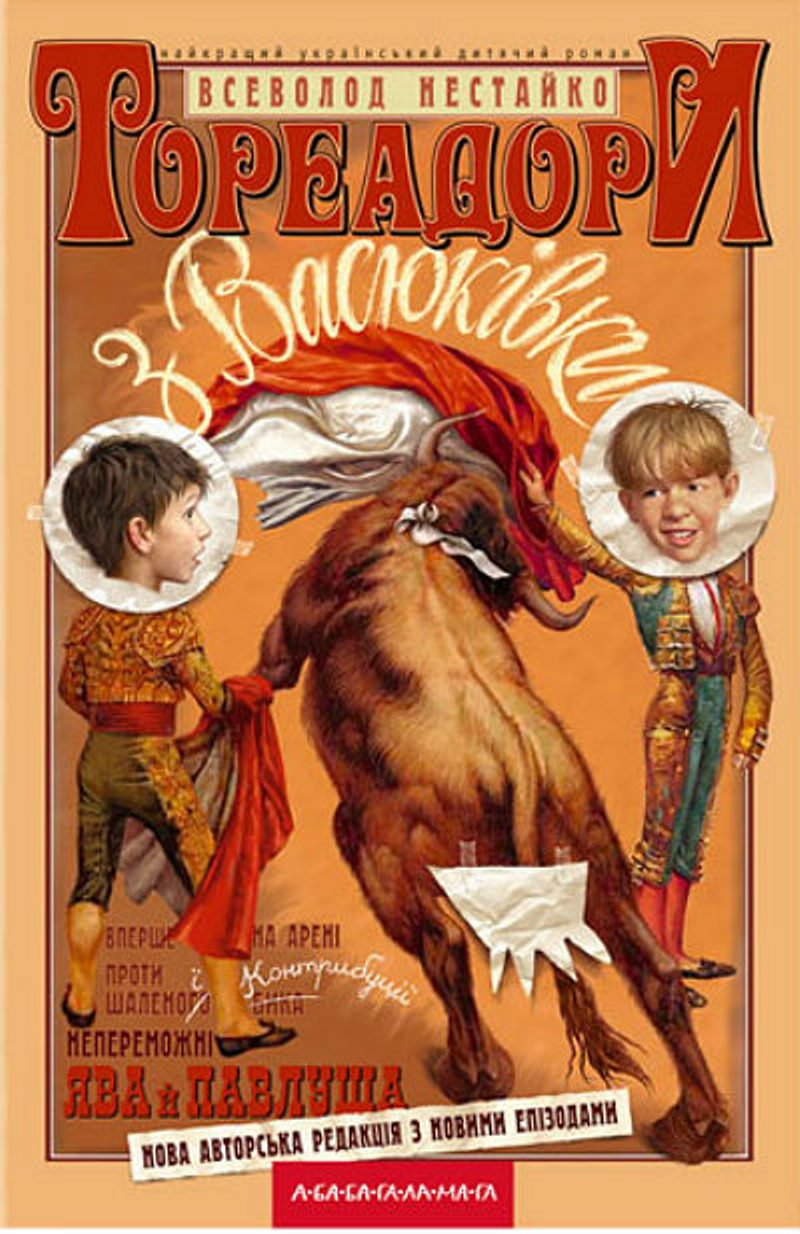 найкращий український дитячий роман
ВСЕВОЛОД НЕСТАЙКО
ТОРЕАДОРИ
з Васюківки
ВПЕРШЕ НА АРЕНІ
ПРОТИ ї Контрибуції
ШАЛЕНОГО БИКА
НЕПЕРЕМОЖНІ
ЯВА й ПАВЛУША
НОВА АВТОРСЬКА РЕДАКЦІЯ З НОВИМИ ЕПІЗОДАМИ
А·БА·БА·ГА·ЛА·МА·ГА